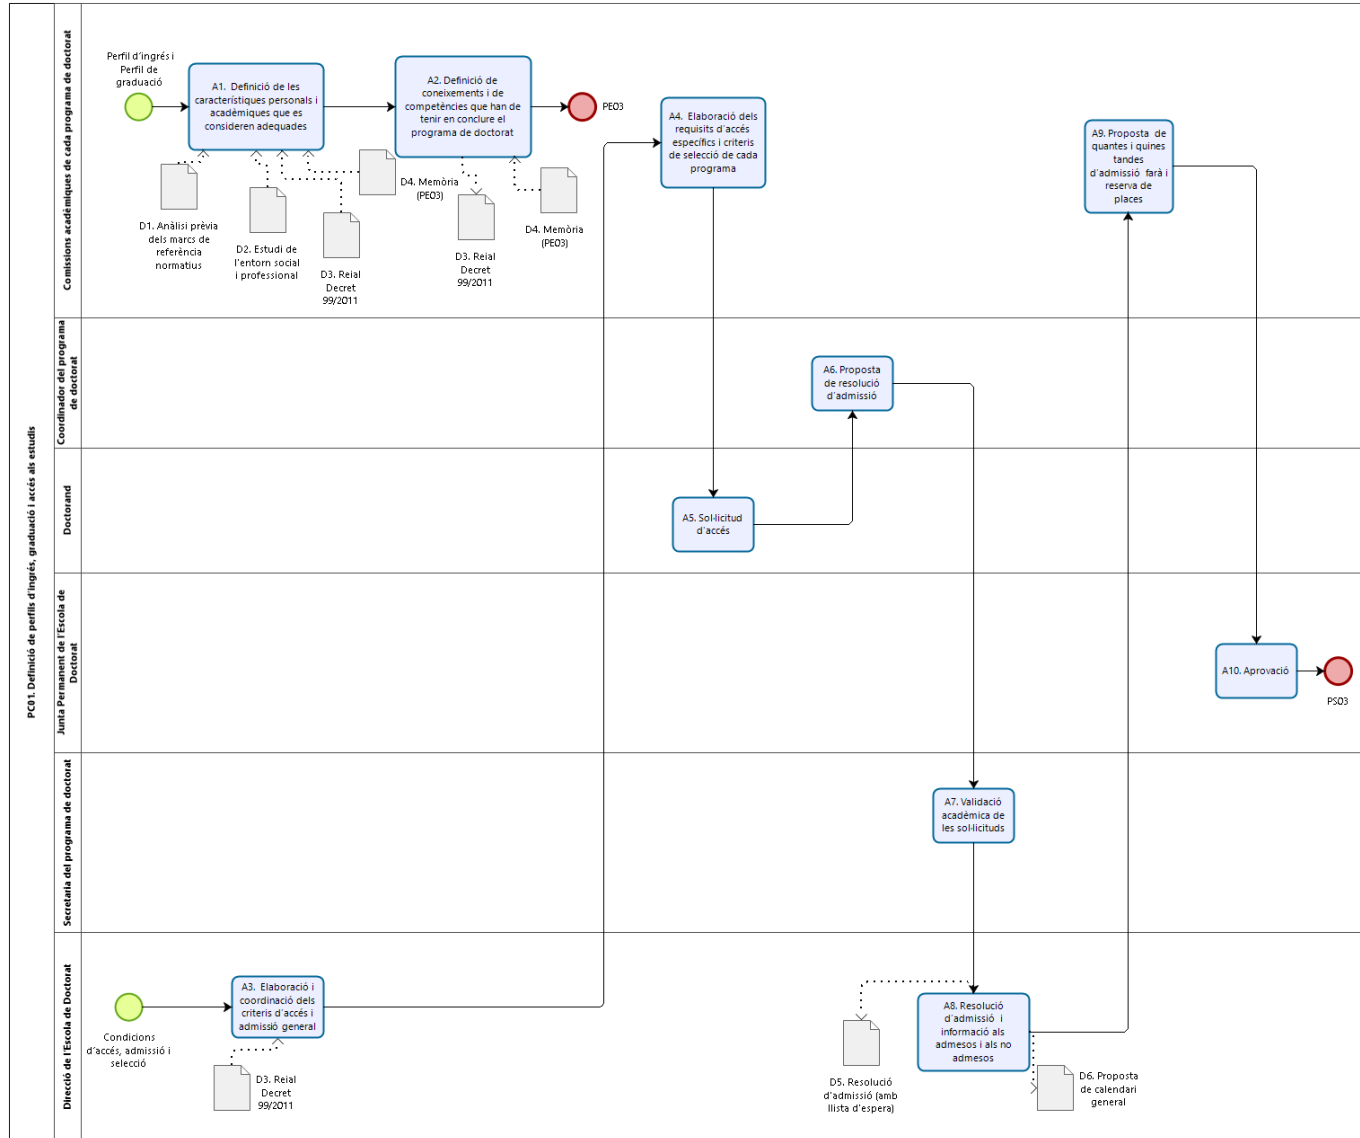 PC01. Definició de perfils d'ingrés, graduació i accés als estudis
Comissions acadèmiques de cada programa de doctorat
Perfil d'ingrés i
Perfil de
graduació
A1. Definició de les
característiques personals i
acadèmiques que es
consideren adequades
A2. Definició de
coneixements i de
competències que han de
tenir en concloure el
programa de doctorat
PE03
D1. Anàlisi prèvia
dels marcs de
referència
normatius
D2. Estudi de
l'entorn social
i professional
D3. Reial
Decret
99/2011
D4. Memòria
(PE03)
D3. Reial
Decret
99/2011
D4. Memòria
(PE03)
A4. Elaboració dels
requisits d'accés
específics i criteris
de selecció de cada
programa
A9. Proposta de
quantes i quines
tandes
d'admissió farà i
reserva de
places
Coordinador del programa
de doctorat
A6. Proposta
de resolució
d'admissió
Doctorand
A5. Sol·licitud
d'accés
Junta Permanent de l'Escola de
Doctorat
A10. Aprovació
PS03
Secretaria del programa de doctorat
A7. Validació
acadèmica de
les sol·licituds
Direcció de l'Escola de Doctorat
Condicions
d'accés, admissió i
selecció
A3. Elaboració i
coordinació dels
criteris d'accés i
admissió general
D3. Reial
Decret
99/2011
A8. Resolució
d'admissió i
informació als
admesos i als no
admesos
D5. Resolució
d'admissió (amb
llista d'espera)
D6. Proposta
de calendari
general